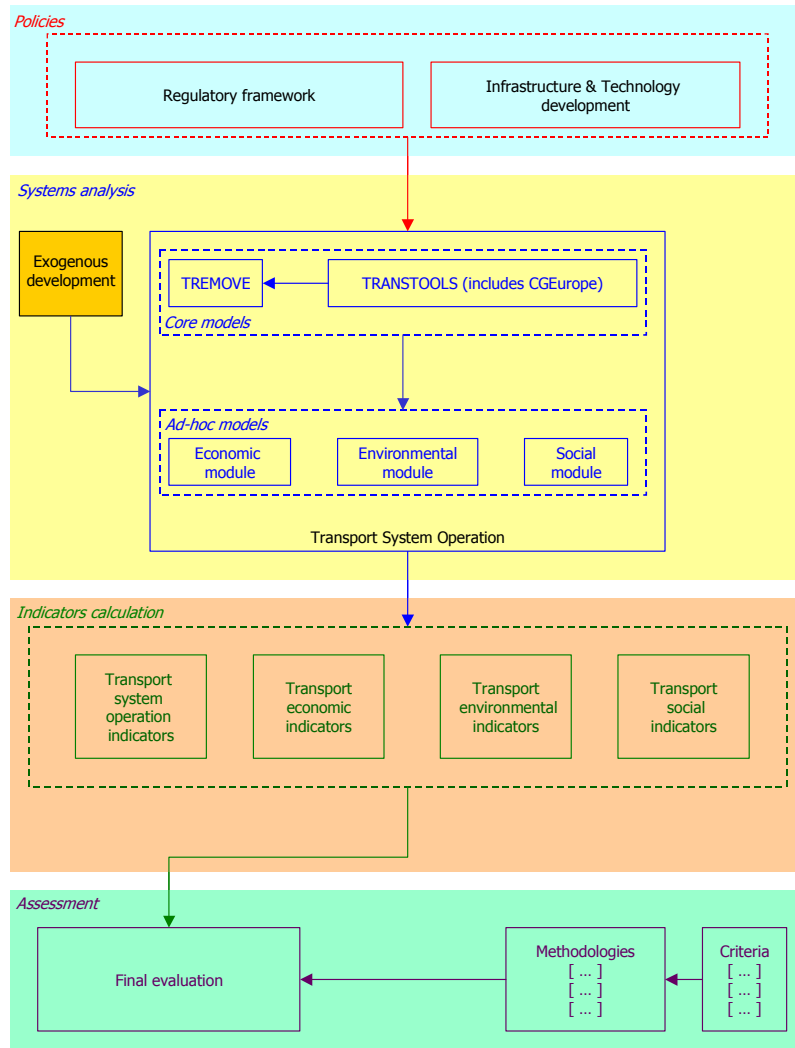 Policies
Regulatory framework
Infrastructure & Technology
development
Systems analysis
Exogenous
development
TREMOVE
TRANSTOOLS (includes CGEurope)
Core models
Ad-hoc models
Economic
module
Environmental
module
Social
module
Transport System Operation
Indicators calculation
Transport
system
operation
indicators
Transport
economic
indicators
Transport
environmental
indicators
Transport
social
indicators
Assessment
Final evaluation
Methodologies
[ ... ]
[ ... ]
[ ... ]
Criteria
[ ... ]
[ ... ]
[ ... ]